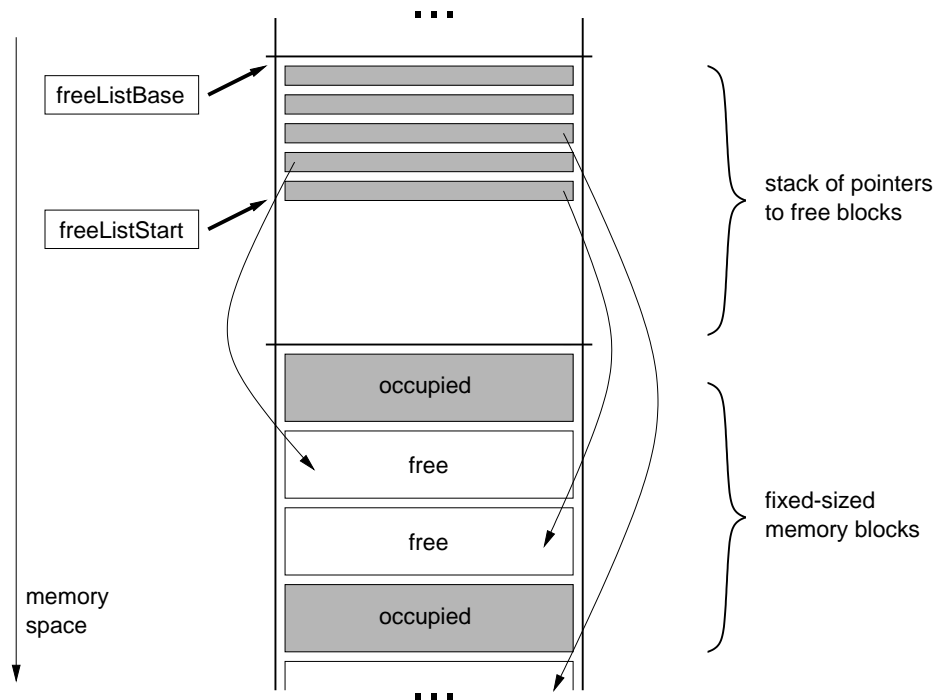 freeListBase
stack of pointers
to free blocks
freeListStart
occupied
free
free
fixed-sized
memory blocks
occupied
memory
space